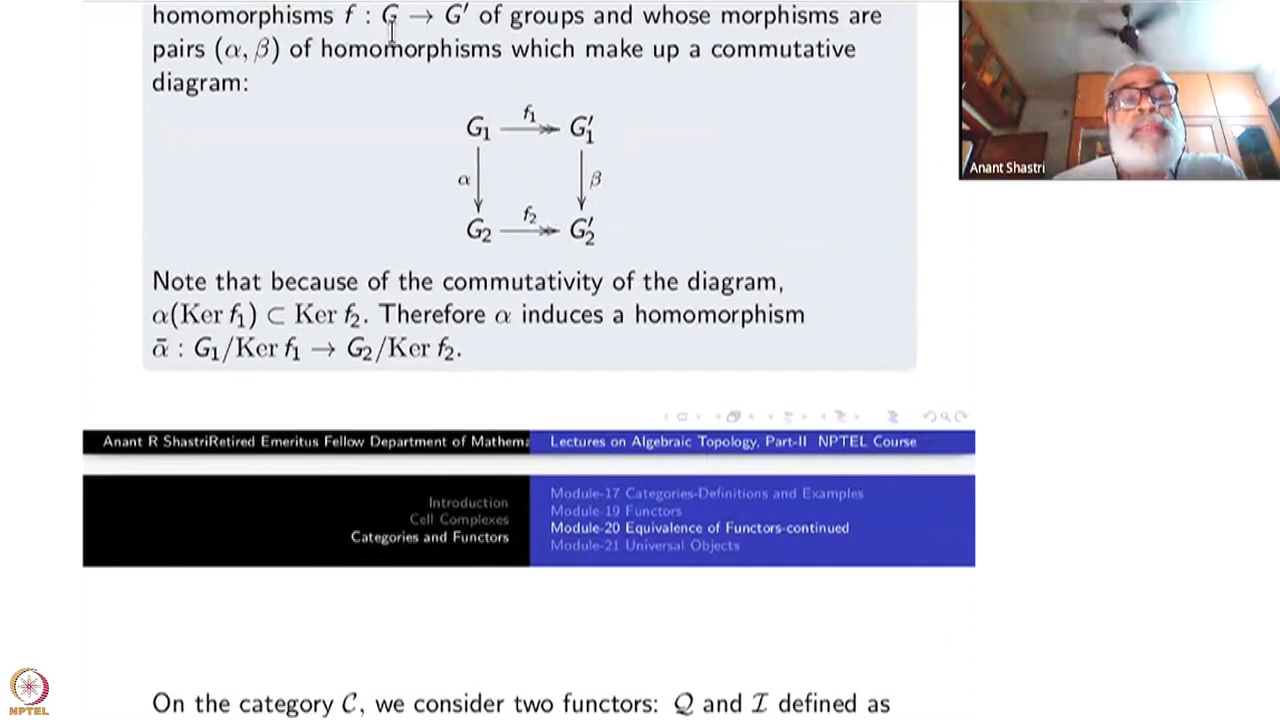 homomorphisms f : G → G′ of groups and whose morphisms are
pairs (α, β) of homomorphisms which make up a commutative
diagram:
f₁
G₁ G′₁
α β
f₂
G₂ G′₂
Note that because of the commutativity of the diagram,
α(Ker f₁) ⊂ Ker f₂. Therefore α induces a homomorphism
ᾱ : G₁/Ker f₁ → G₂/Ker f₂.
Anant R ShastriRetired Emeritus Fellow Department of Mathema
Lectures on Algebraic Topology, Part-II NPTEL Course
Introduction
Cell Complexes
Categories and Functors
Module-17 Categories-Definitions and Examples
Module-19 Functors
Module-20 Equivalence of Functors-continued
Module-21 Universal Objects
On the category 𝒞, we consider two functors: 𝒬 and ℐ defined as
Anant Shastri
NPTEL